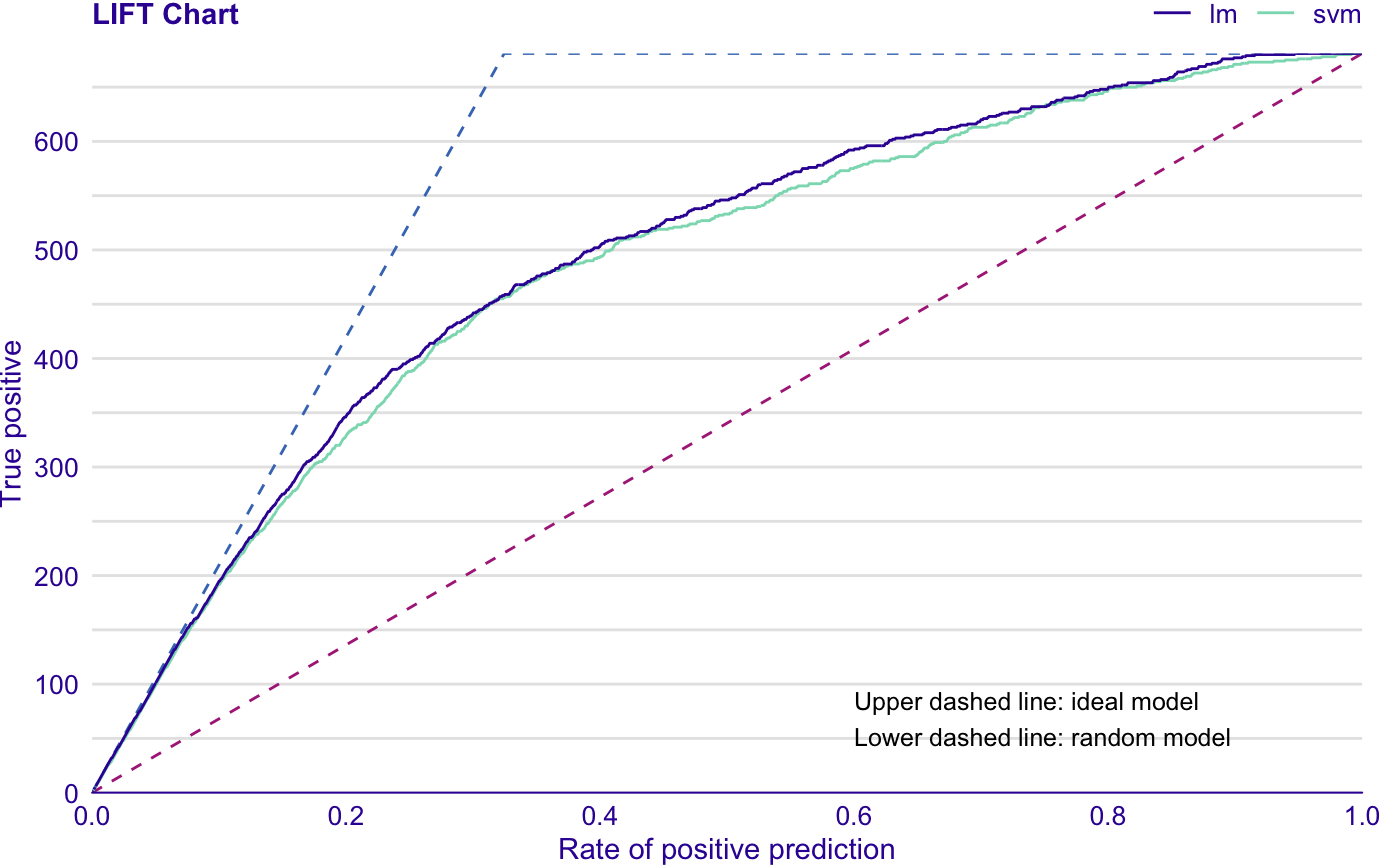 LIFT Chart
lm svm
True positive
600
500
400
300
200
100
0
Upper dashed line: ideal model
Lower dashed line: random model
0.0 0.2 0.4 0.6 0.8 1.0
Rate of positive prediction